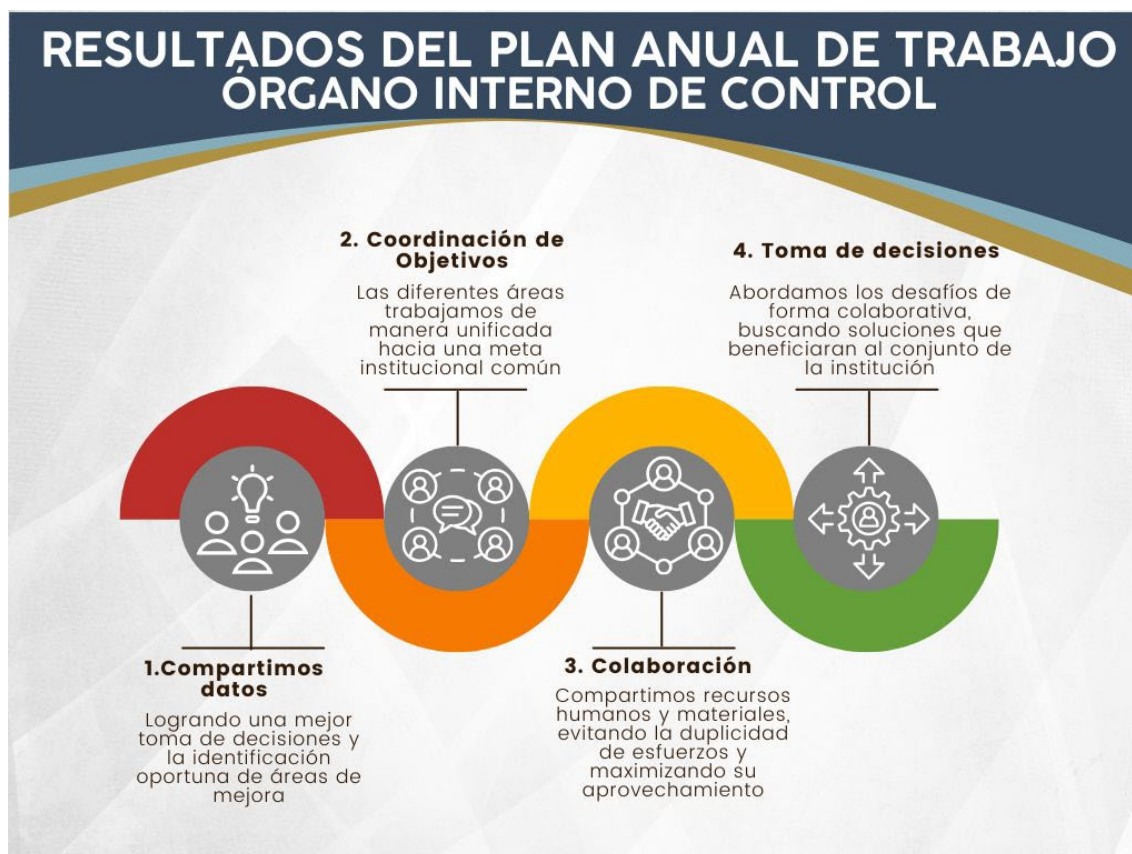 RESULTADOS DEL PLAN ANUAL DE TRABAJO
ÓRGANO INTERNO DE CONTROL
1.Compartimos
datos
Logrando una mejor
toma de decisiones y
la identificación
oportuna de áreas de
mejora
2. Coordinación de
Objetivos
Las diferentes áreas
trabajamos de
manera unificada
hacia una meta
institucional común
3. Colaboración
Compartimos recursos
humanos y materiales,
evitando la duplicidad
de esfuerzos y
maximizando su
aprovechamiento
4. Toma de decisiones
Abordamos los desafíos de
forma colaborativa,
buscando soluciones que
beneficiaran al conjunto de
la institución